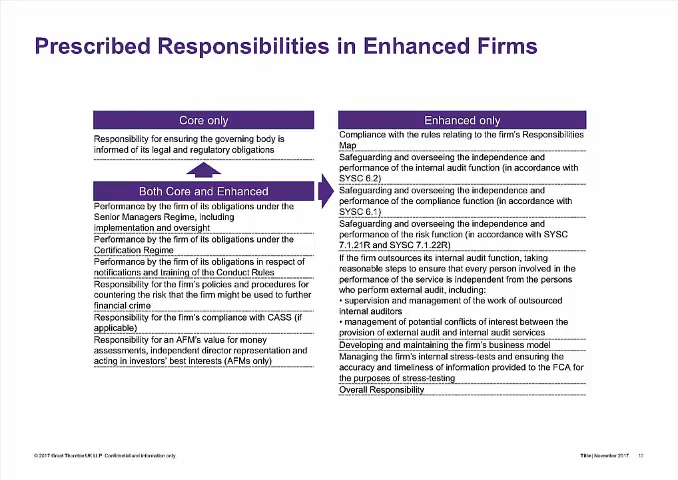 Prescribed Responsibilities in Enhanced Firms
Core only
Responsibility for ensuring the governing body is
informed of its legal and regulatory obligations
Both Core and Enhanced
Performance by the firm of its obligations under the
Senior Managers Regime, including
implementation and oversight
Performance by the firm of its obligations under the
Certification Regime
Performance by the firm of its obligations in respect of
notifications and training of the Conduct Rules
Responsibility for the firm's policies and procedures for
countering the risk that the firm might be used to further
financial crime
Responsibility for the firm's compliance with CASS (if
applicable)
Responsibility for an AFM's value for money
assessments, independent director representation and
acting in investors' best interests (AFMs only)
Enhanced only
Compliance with the rules relating to the firm's Responsibilities
Map
Safeguarding and overseeing the independence and
performance of the internal audit function (in accordance with
SYSC 6.2)
Safeguarding and overseeing the independence and
performance of the compliance function (in accordance with
SYSC 6.1)
Safeguarding and overseeing the independence and
performance of the risk function (in accordance with SYSC
7.1.21R and SYSC 7.1.22R)
If the firm outsources its internal audit function, taking
reasonable steps to ensure that every person involved in the
performance of the service is independent from the persons
who perform external audit, including:
• supervision and management of the work of outsourced
internal auditors
• management of potential conflicts of interest between the
provision of external audit and internal audit services
Developing and maintaining the firm's business model
Managing the firm's internal stress-tests and ensuring the
accuracy and timeliness of information provided to the FCA for
the purposes of stress-testing
Overall Responsibility
© 2017 Grant Thornton UK LLP. Confidential and information only.
Title | November 2017